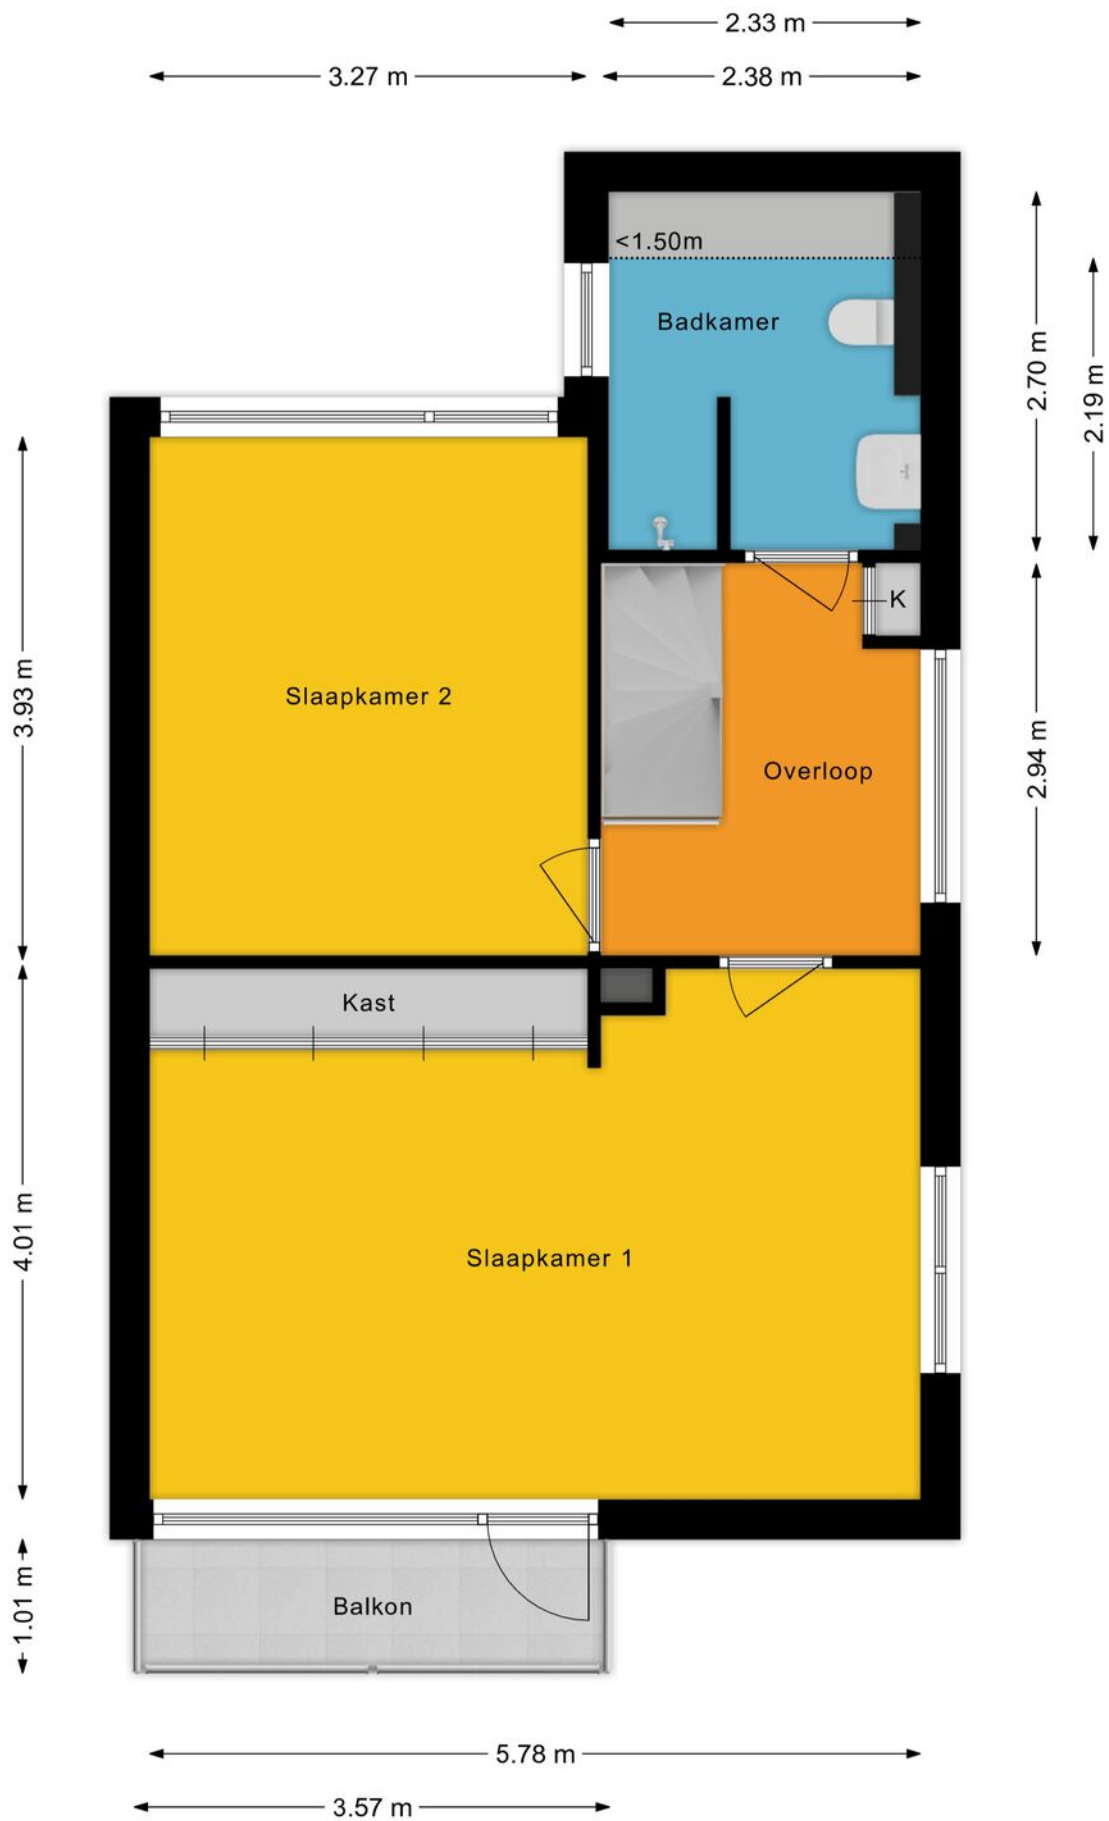 2.33 m
3.27 m
2.38 m
<1.50m
Badkamer
2.70 m
2.19 m
K
3.93 m
Slaapkamer 2
Overloop
2.94 m
Kast
4.01 m
Slaapkamer 1
1.01 m
Balkon
5.78 m
3.57 m